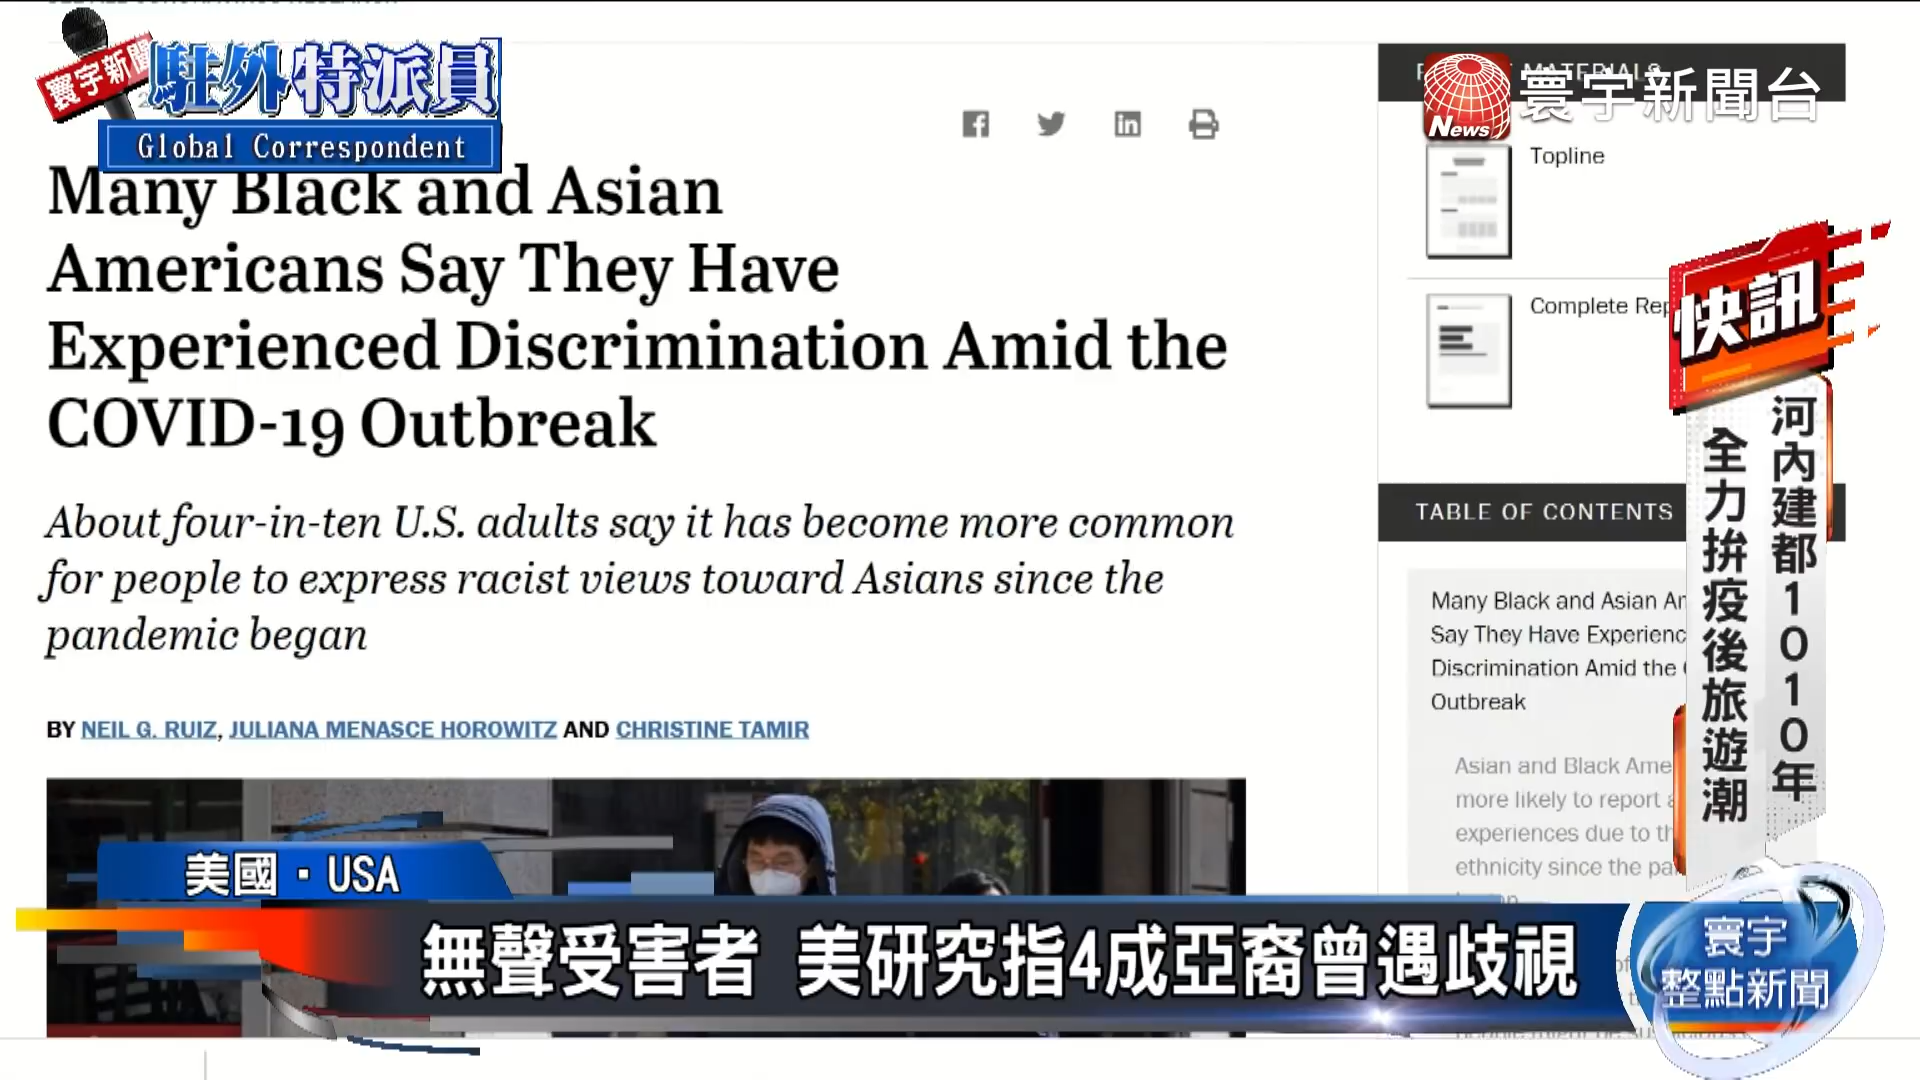 寰宇新聞
駐外特派員
Global Correspondent
Many Black and Asian
Americans Say They Have
Experienced Discrimination Amid the
COVID-19 Outbreak
About four-in-ten U.S. adults say it has become more common
for people to express racist views toward Asians since the
pandemic began
BY NEIL G. RUIZ, JULIANA MENASCE HOROWITZ AND CHRISTINE TAMIR
MATERIALS
News
寰宇新聞台
Topline
Complete Rep
TABLE OF CONTENTS
Many Black and Asian Am
Say They Have Experienc
Discrimination Amid the
Outbreak
Asian and Black Ame
more likely to report
experiences due to th
ethnicity since the pa
快訊
河內建都1010年
全力拚疫後旅遊潮
美國・USA
無聲受害者 美研究指4成亞裔曾遇歧視
寰宇
整點新聞